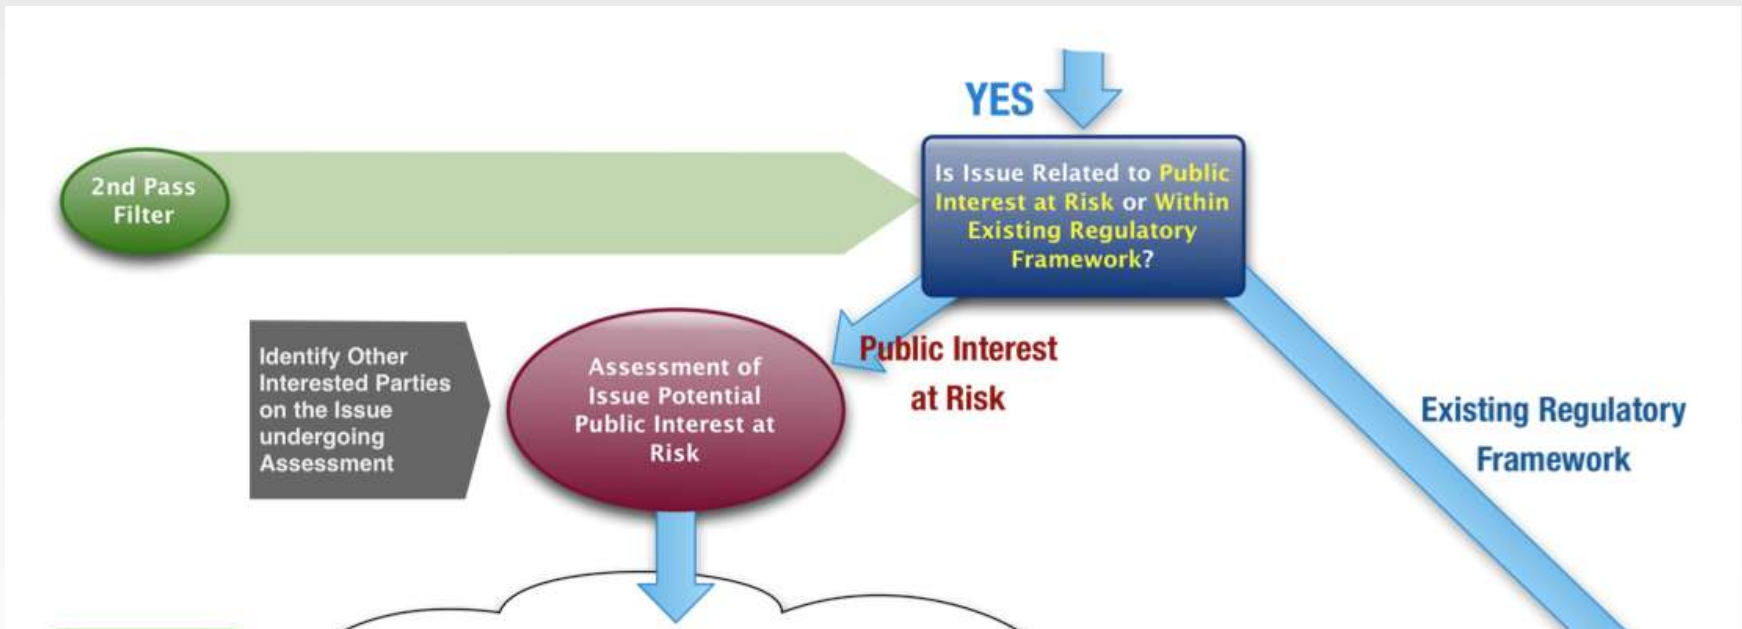 YES
2nd Pass
Filter
Is Issue Related to Public
Interest at Risk or Within
Existing Regulatory
Framework?
Identify Other
Interested Parties
on the Issue
undergoing
Assessment
Assessment of
Issue Potential
Public Interest at
Risk
Public Interest
at Risk
Existing Regulatory
Framework